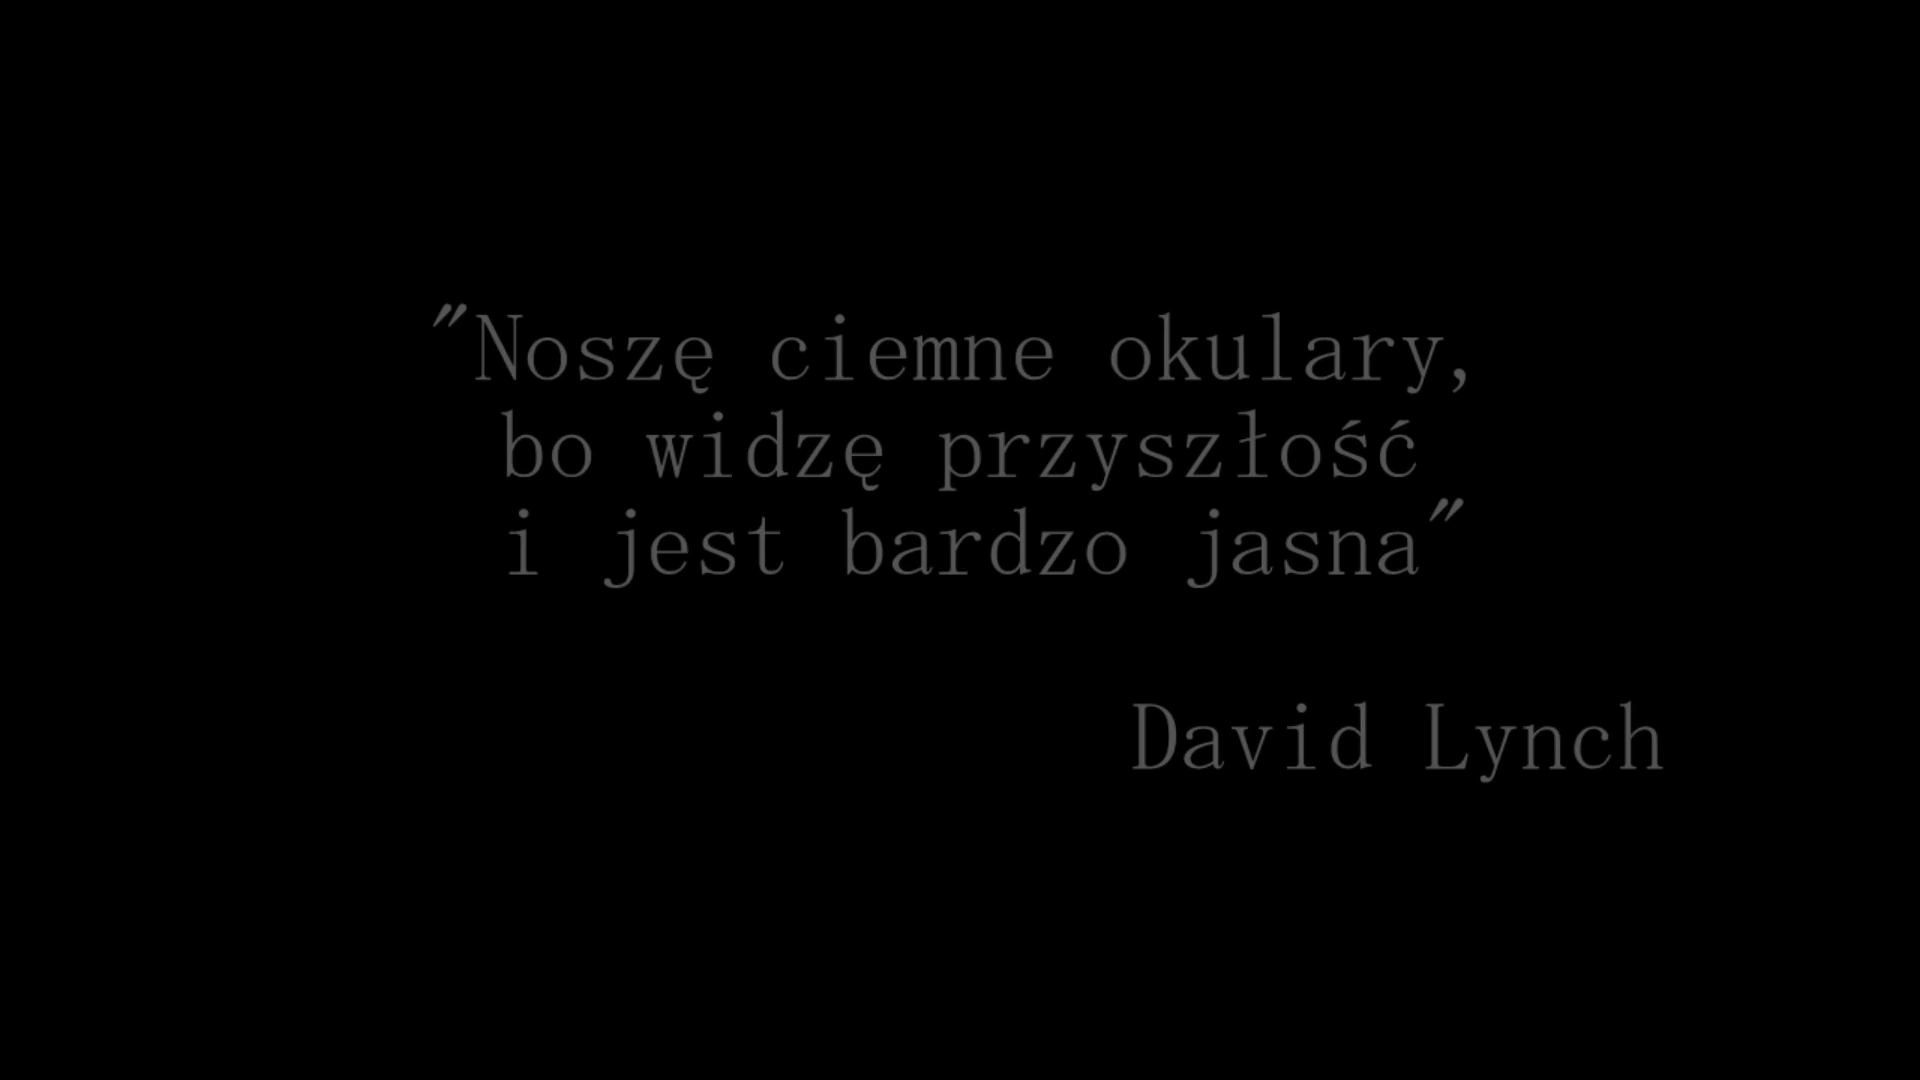 "Noszę ciemne okulary,
bo widzę przyszłość
i jest bardzo jasna"
David Lynch